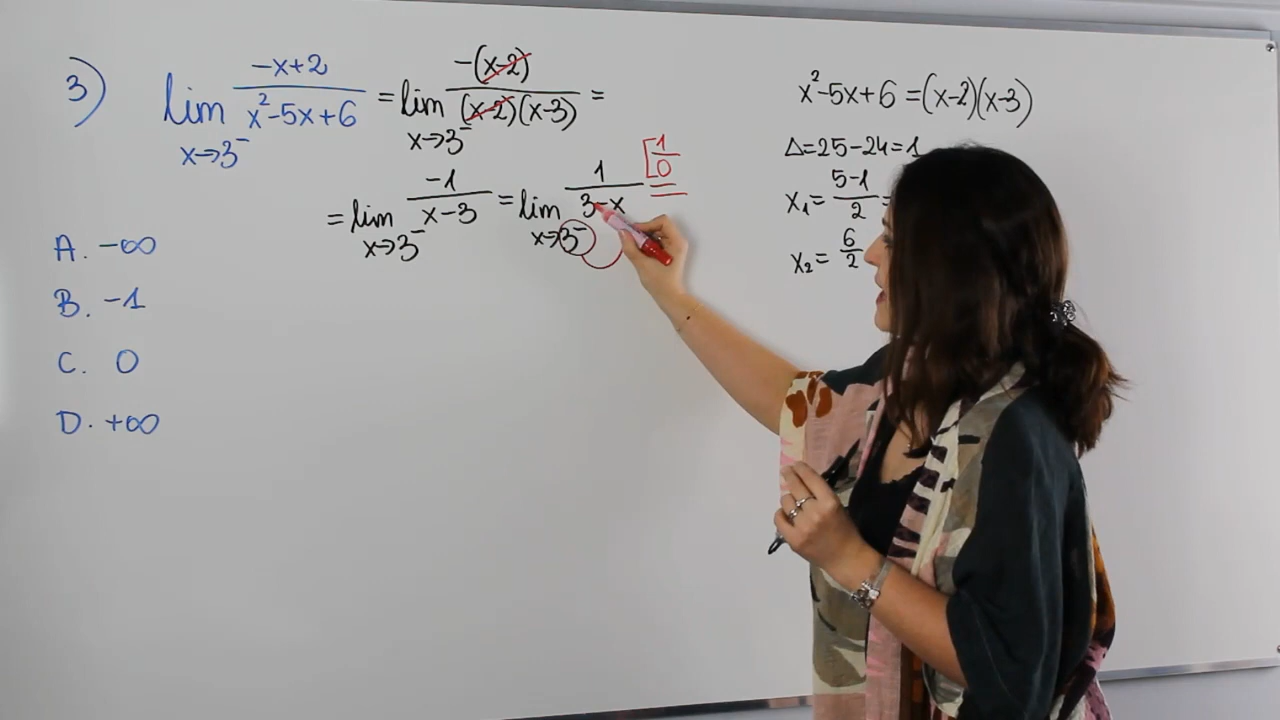 3) lim x→3⁻ (-x+2)/(x²-5x+6) = lim x→3⁻ (-(x-2))/((x-2)(x-3)) =
= lim x→3⁻ (-1)/(x-3) = lim x→3⁻ 1/(3-x) [1/0
A. -∞
B. -1
C. 0
D. +∞
x²-5x+6=(x-2)(x-3)
Δ=25-24=1
x₁= (5-1)/2 =
x₂= 6/2